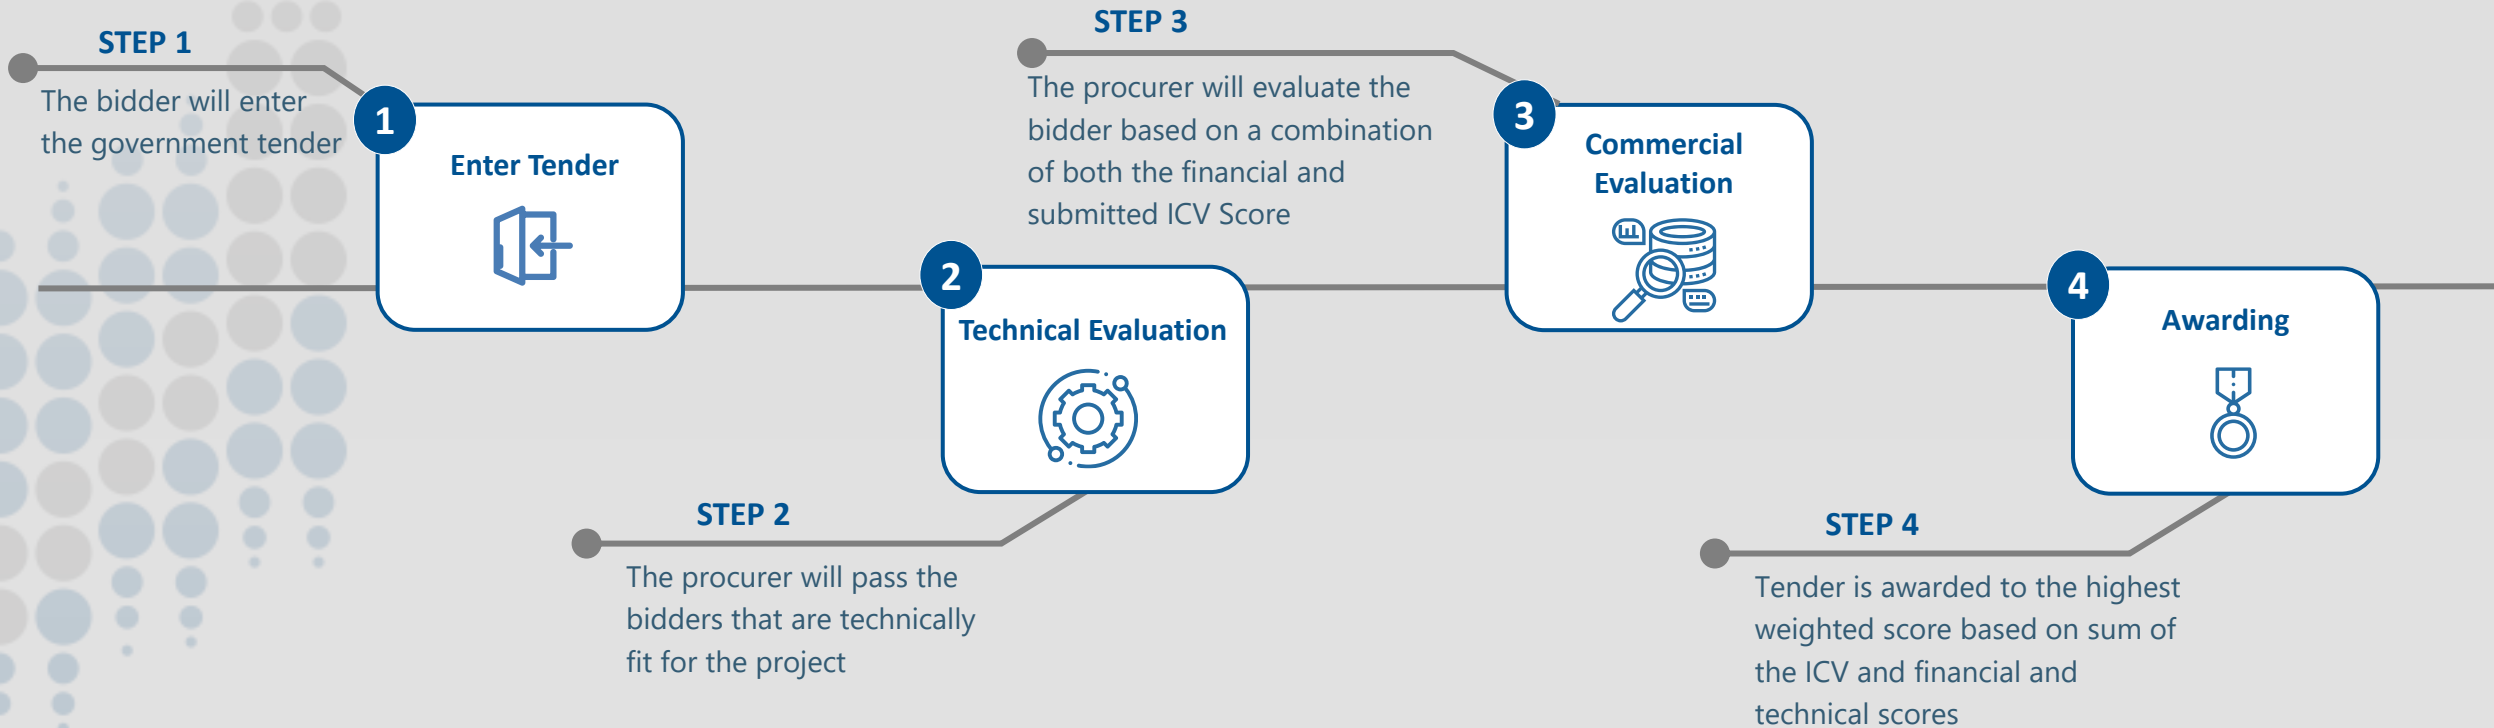 STEP 1
The bidder will enter
the government tender
1
Enter Tender
2
Technical Evaluation
STEP 2
The procurer will pass the
bidders that are technically
fit for the project
STEP 3
The procurer will evaluate the
bidder based on a combination
of both the financial and
submitted ICV Score
3
Commercial
Evaluation
4
Awarding
STEP 4
Tender is awarded to the highest
weighted score based on sum of
the ICV and financial and
technical scores